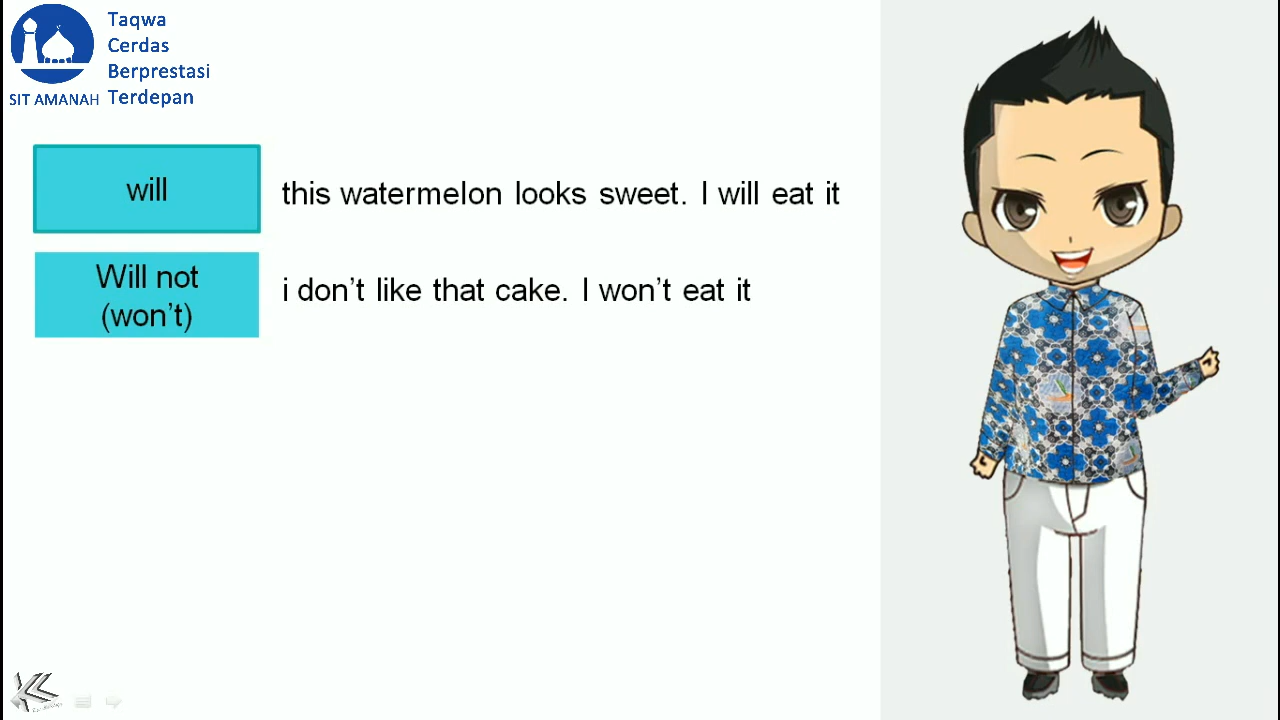 Taqwa
Cerdas
Berprestasi
SIT AMANAH Terdepan
will
this watermelon looks sweet. I will eat it
Will not
(won't)
i don't like that cake. I won't eat it